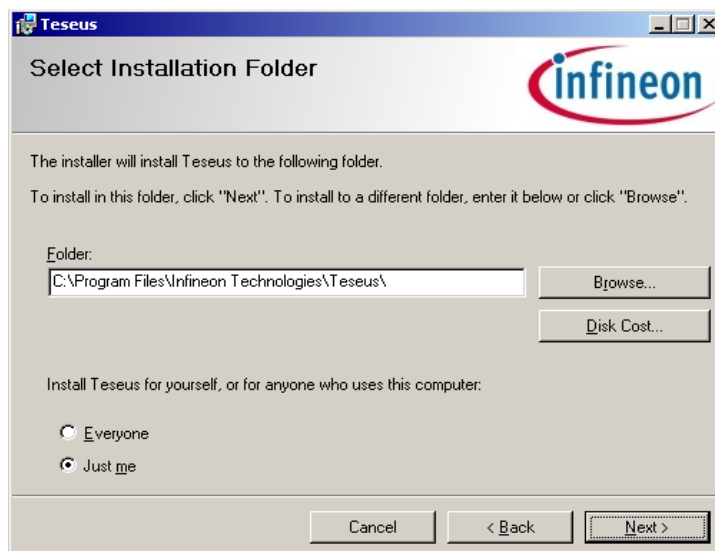 Teseus
Select Installation Folder
infineon
The installer will install Teseus to the following folder.
To install in this folder, click "Next". To install to a different folder, enter it below or click "Browse".
Folder:
C:\Program Files\Infineon Technologies\Teseus\
Browse...
Disk Cost...
Install Teseus for yourself, or for anyone who uses this computer:
Everyone
Just me
Cancel
< Back
Next >